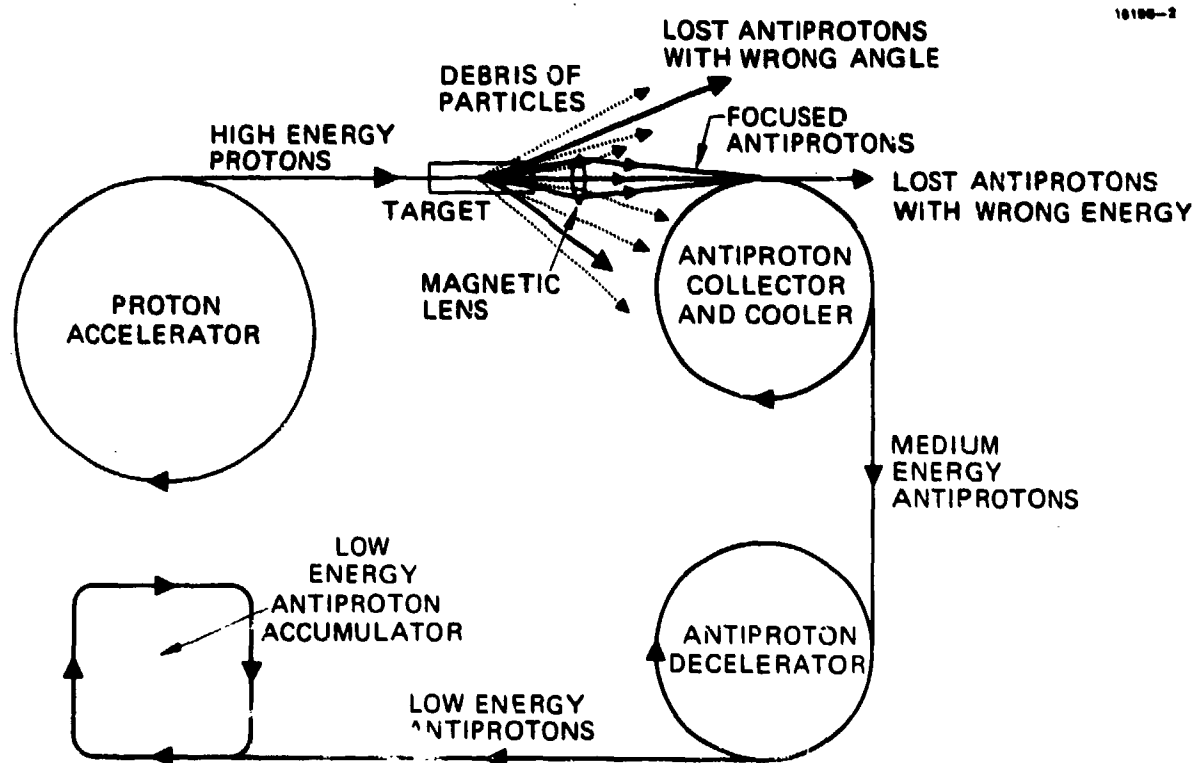 LOST ANTIPROTONS
WITH WRONG ANGLE
DEBRIS OF
PARTICLES
FOCUSED
ANTIPROTONS
HIGH ENERGY
PROTONS
LOST ANTIPROTONS
WITH WRONG ENERGY
TARGET
MAGNETIC
LENS
ANTIPROTON
COLLECTOR
AND COOLER
PROTON
ACCELERATOR
MEDIUM
ENERGY
ANTIPROTONS
LOW
ENERGY
ANTIPROTON
ACCUMULATOR
ANTIPROTON
DECELERATOR
LOW ENERGY
ANTIPROTONS